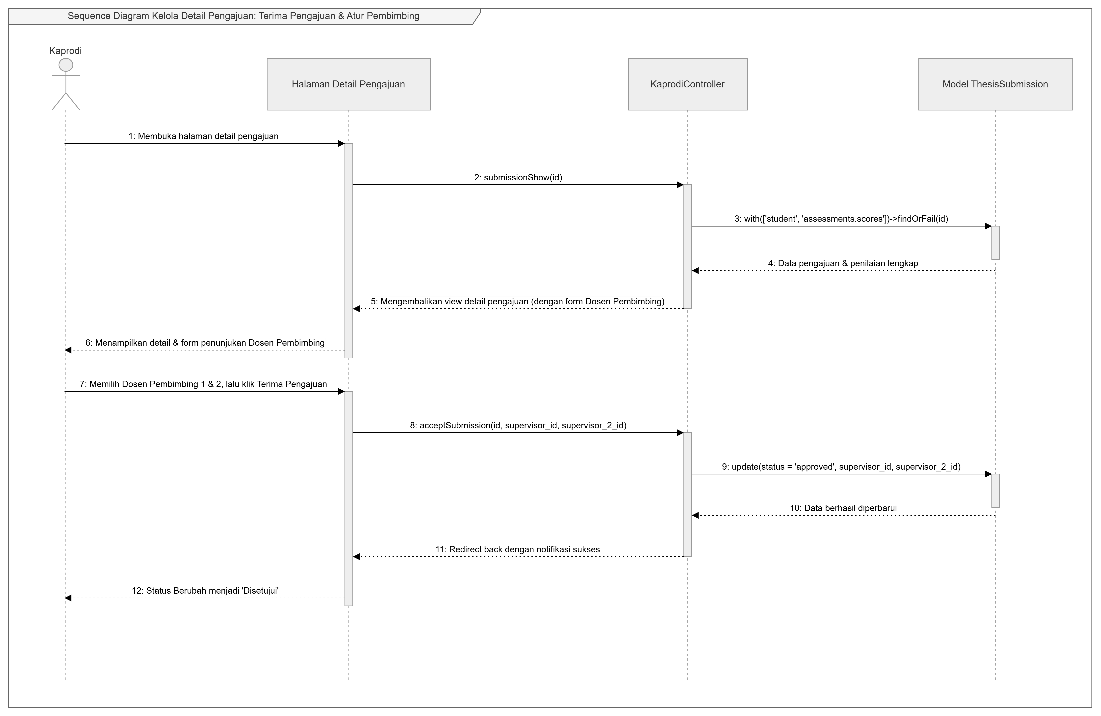 Sequence Diagram Kelola Detail Pengajuan: Terima Pengajuan & Atur Pembimbing
Kaprodi
Halaman Detail Pengajuan
KaprodiController
Model ThesisSubmission
1: Membuka halaman detail pengajuan
2: submissionShow(id)
3: with(['student', 'assessments.scores'])->findOrFail(id)
4: Data pengajuan & penilaian lengkap
5: Mengembalikan view detail pengajuan (dengan form Dosen Pembimbing)
6: Menampilkan detail & form penunjukan Dosen Pembimbing
7: Memilih Dosen Pembimbing 1 & 2, lalu klik Terima Pengajuan
8: acceptSubmission(id, supervisor_id, supervisor_2_id)
9: update(status = 'approved', supervisor_id, supervisor_2_id)
10: Data berhasil diperbarui
11: Redirect back dengan notifikasi sukses
12: Status Berubah menjadi 'Disetujui'